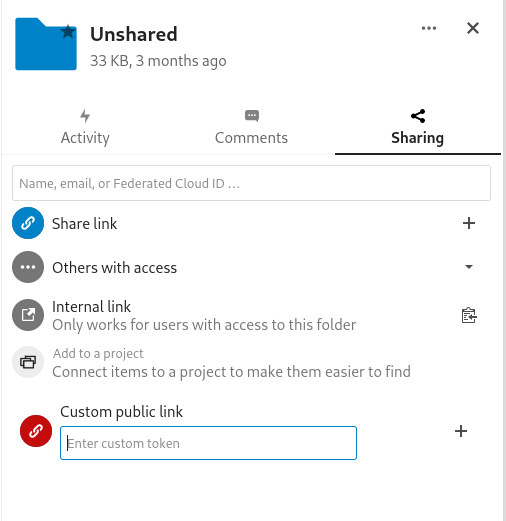 Unshared
33 KB, 3 months ago
Activity
Comments
Sharing
Name, email, or Federated Cloud ID …
Share link
Others with access
Internal link
Only works for users with access to this folder
Add to a project
Connect items to a project to make them easier to find
Custom public link
Enter custom token